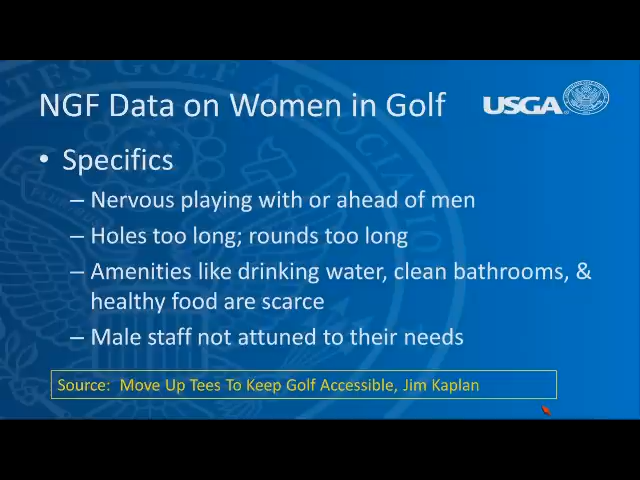 NGF Data on Women in Golf
USGA
• Specifics
– Nervous playing with or ahead of men
– Holes too long; rounds too long
– Amenities like drinking water, clean bathrooms, &
healthy food are scarce
– Male staff not attuned to their needs
Source: Move Up Tees To Keep Golf Accessible, Jim Kaplan